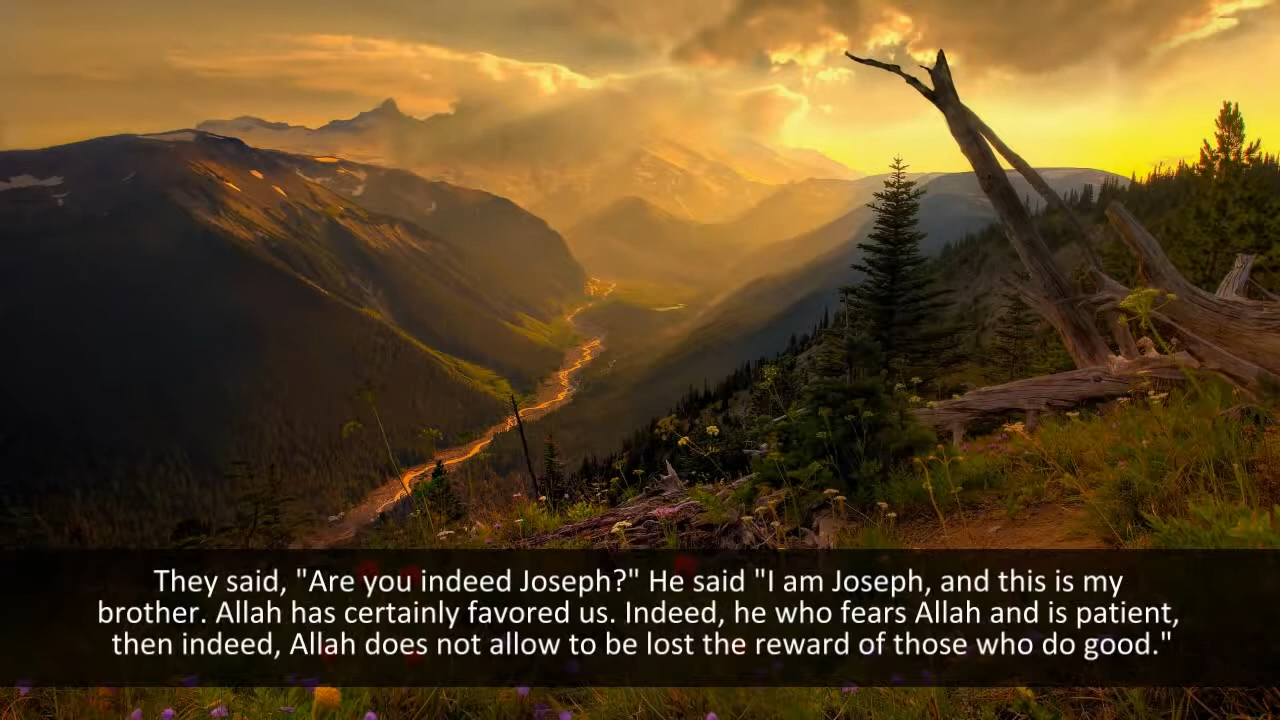 They said, "Are you indeed Joseph?" He said "I am Joseph, and this is my
brother. Allah has certainly favored us. Indeed, he who fears Allah and is patient,
then indeed, Allah does not allow to be lost the reward of those who do good."